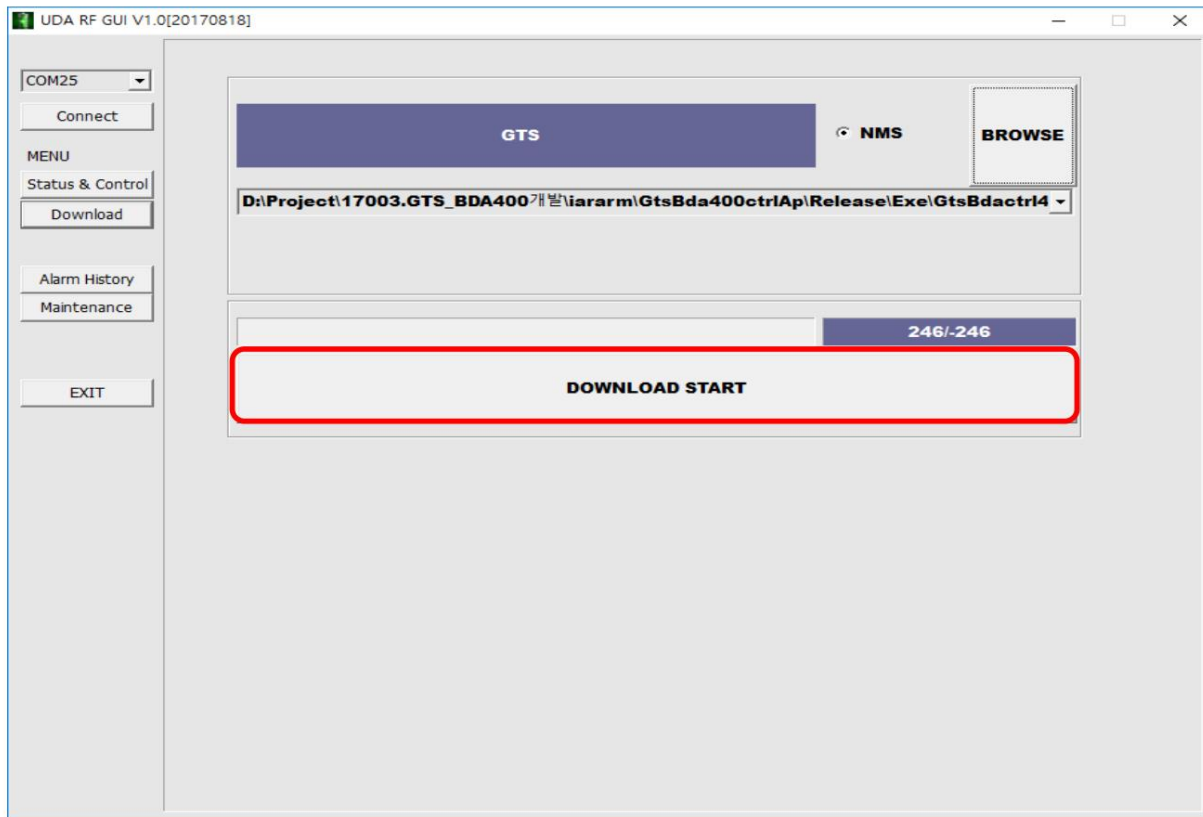 UDA RF GUI V1.0[20170818]
COM25
Connect
MENU
Status & Control
Download
Alarm History
Maintenance
EXIT
GTS
NMS
BROWSE
D:\Project\17003.GTS_BDA400개발\iararm\GtsBda400ctrlAp\Release\Exe\GtsBdactrl4
246/-246
DOWNLOAD START